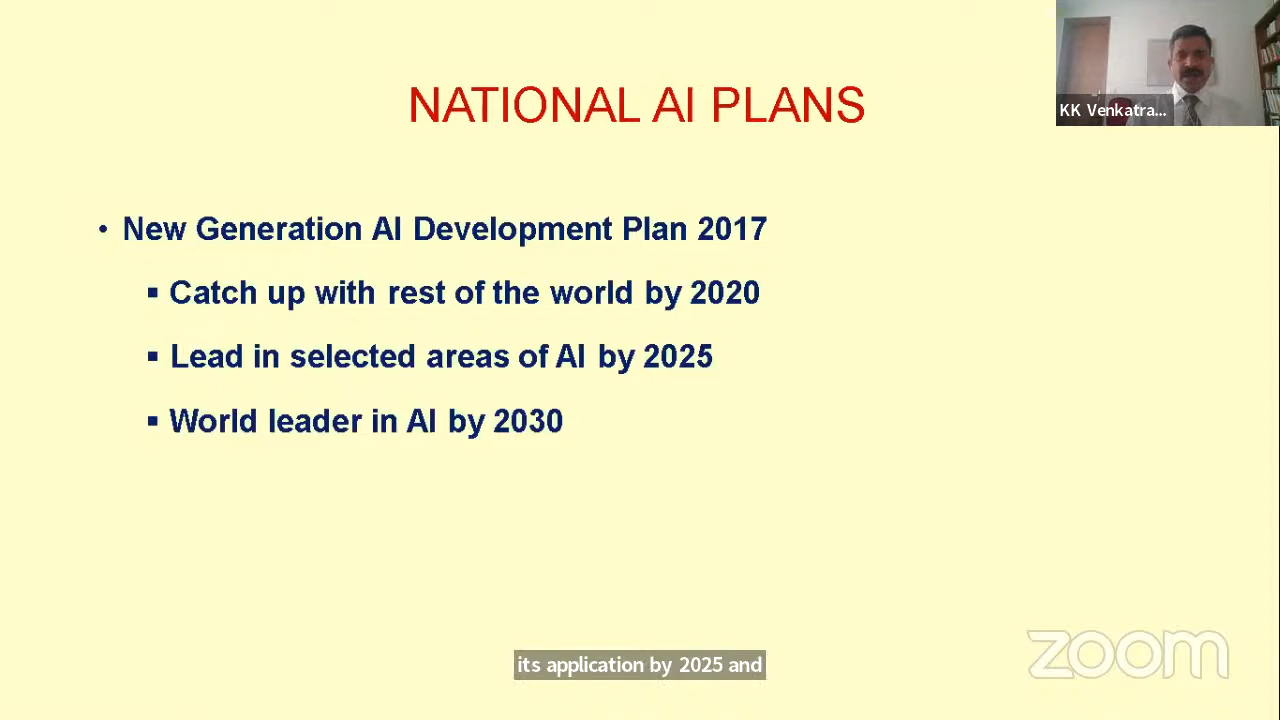 NATIONAL AI PLANS
KK Venkatra...
• New Generation AI Development Plan 2017
▪ Catch up with rest of the world by 2020
▪ Lead in selected areas of AI by 2025
▪ World leader in AI by 2030
its application by 2025 and
zoom